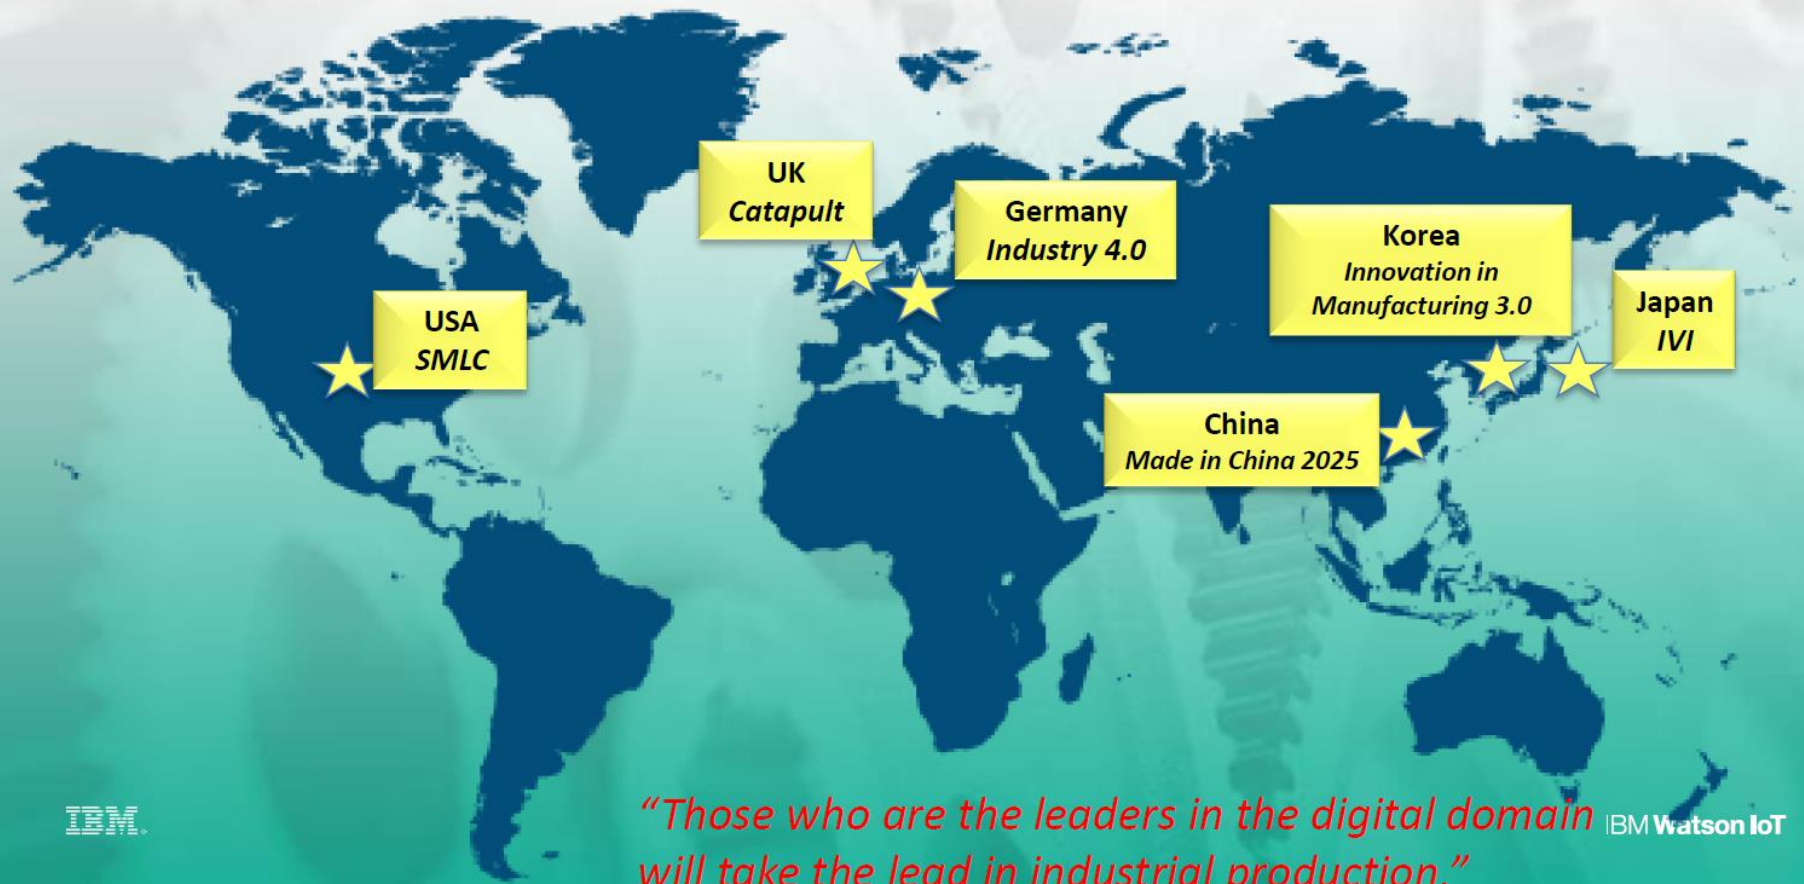 UK
Catapult
Germany
Industry 4.0
Korea
Innovation in
Manufacturing 3.0
Japan
IVI
USA
SMLC
China
Made in China 2025
IBM.
“Those who are the leaders in the digital domain
will take the lead in industrial production.”
IBM Watson IoT